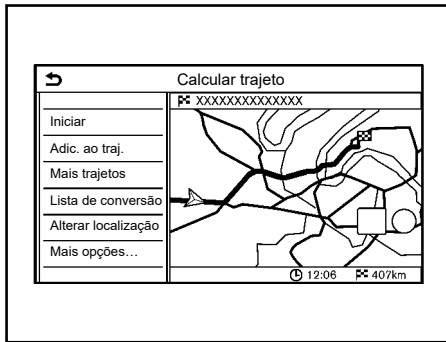 Calcular trajeto
XXXXXXXXXXXXXX
Iniciar
Adic. ao traj.
Mais trajetos
Lista de conversão
Alterar localização
Mais opções...
12:06 407km